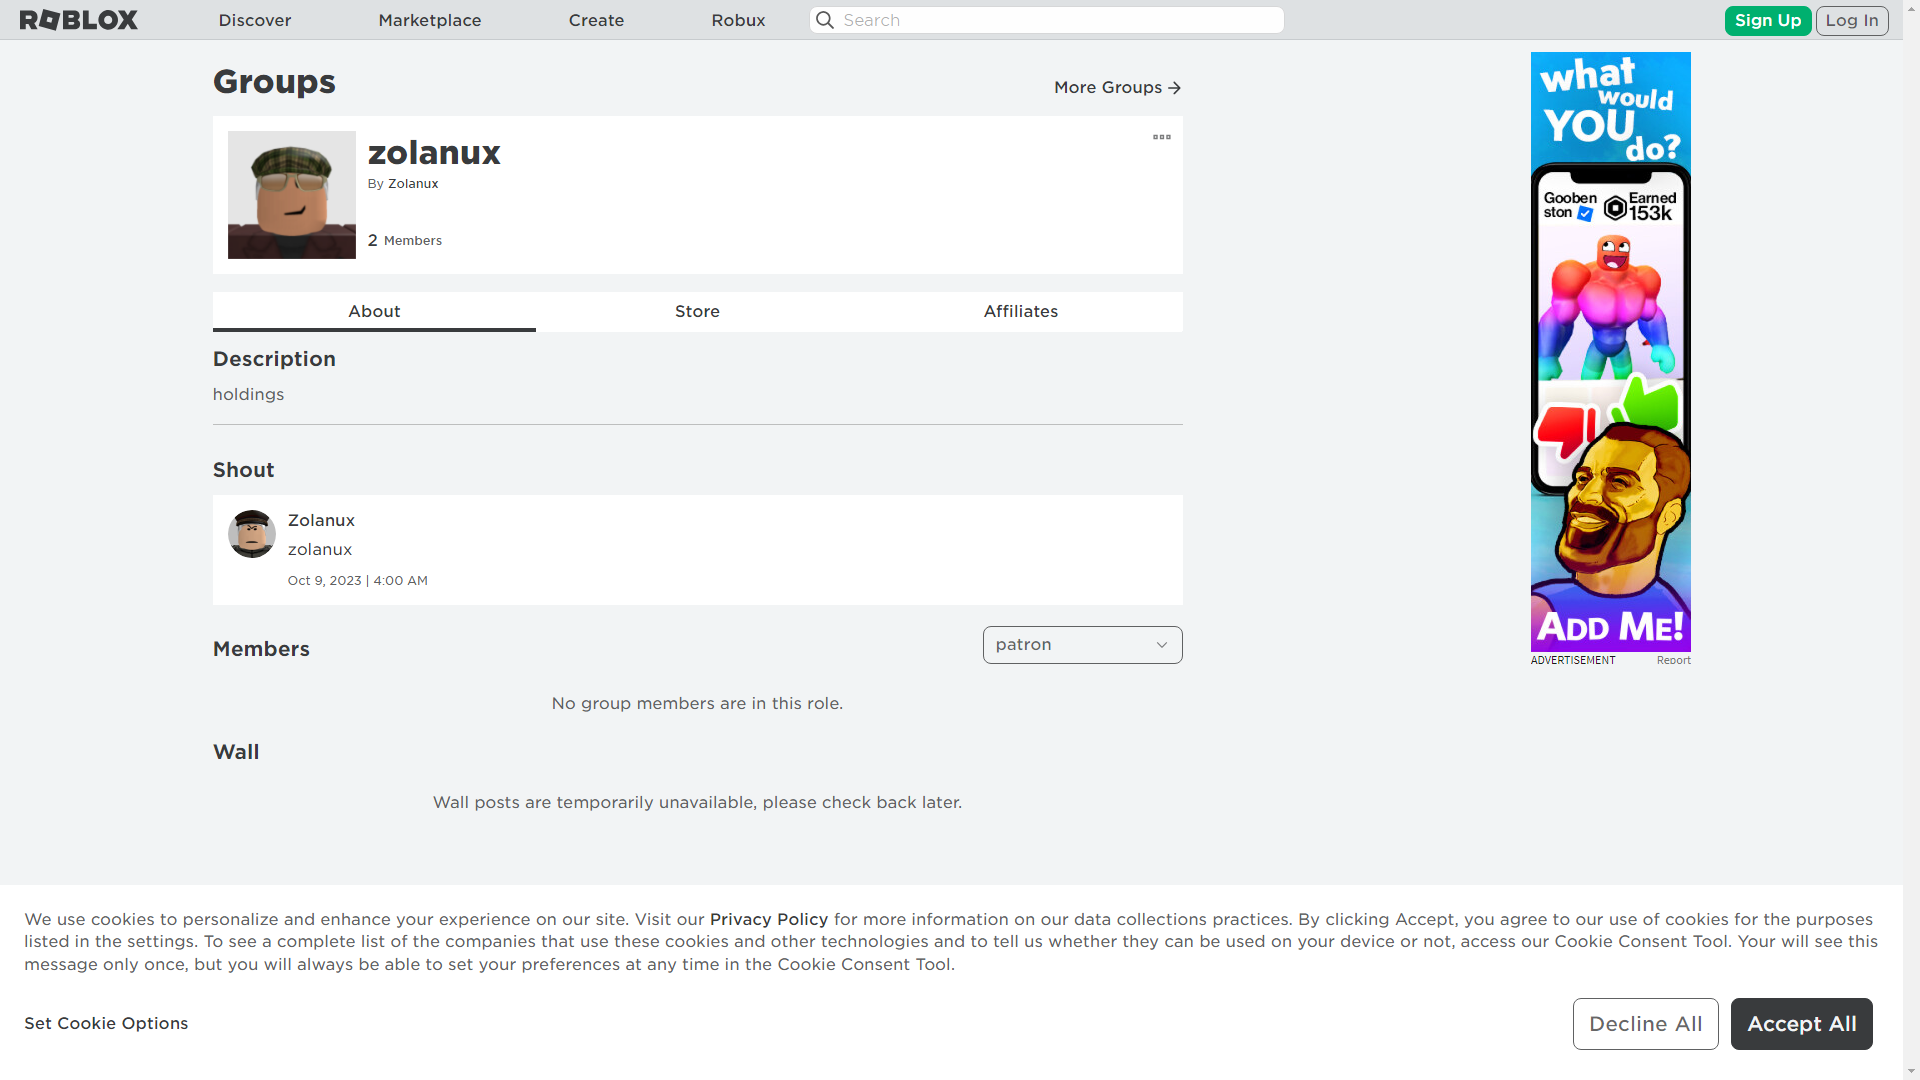 ROBLOX
Discover
Marketplace
Create
Robux
Search
Sign Up
Log In
Groups
More Groups
zolanux
By Zolanux
2 Members
About
Store
Affiliates
Description
holdings
Shout
Zolanux
zolanux
Oct 9, 2023 | 4:00 AM
Members
patron
No group members are in this role.
Wall
Wall posts are temporarily unavailable, please check back later.
what
would
YOU
do?
Gooben
ston
Earned
153k
ADD ME!
ADVERTISEMENT
Report
We use cookies to personalize and enhance your experience on our site. Visit our Privacy Policy for more information on our data collections practices. By clicking Accept, you agree to our use of cookies for the purposes
listed in the settings. To see a complete list of the companies that use these cookies and other technologies and to tell us whether they can be used on your device or not, access our Cookie Consent Tool. Your will see this
message only once, but you will always be able to set your preferences at any time in the Cookie Consent Tool.
Set Cookie Options
Decline All
Accept All